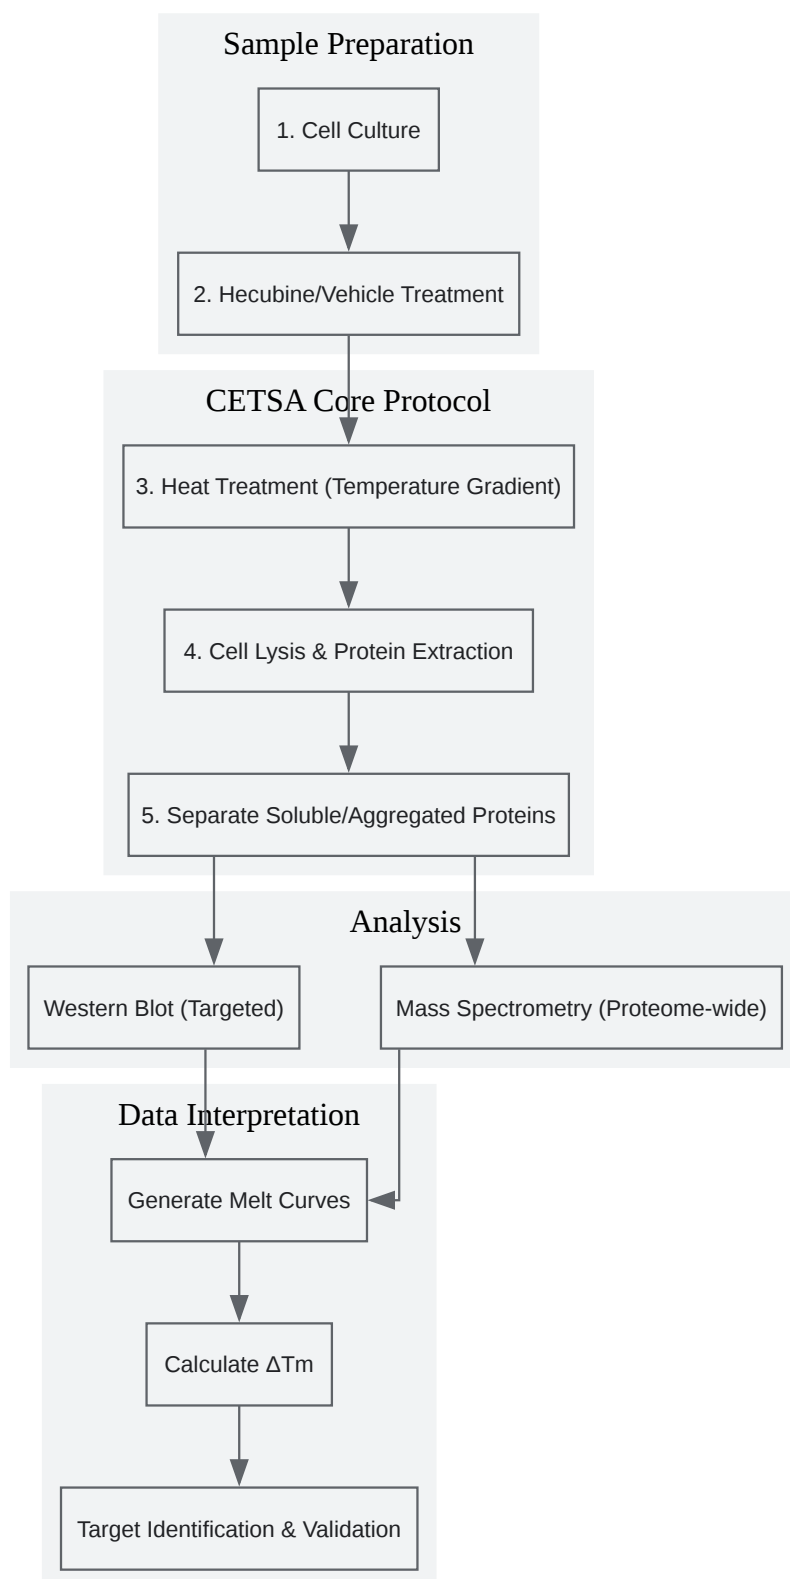 Sample Preparation
1. Cell Culture
2. Hecubine/Vehicle Treatment
CETSA Core Protocol
3. Heat Treatment (Temperature Gradient)
4. Cell Lysis & Protein Extraction
5. Separate Soluble/Aggregated Proteins
Analysis
Western Blot (Targeted)
Mass Spectrometry (Proteome-wide)
Data Interpretation
Generate Melt Curves
Calculate ΔTm
Target Identification & Validation